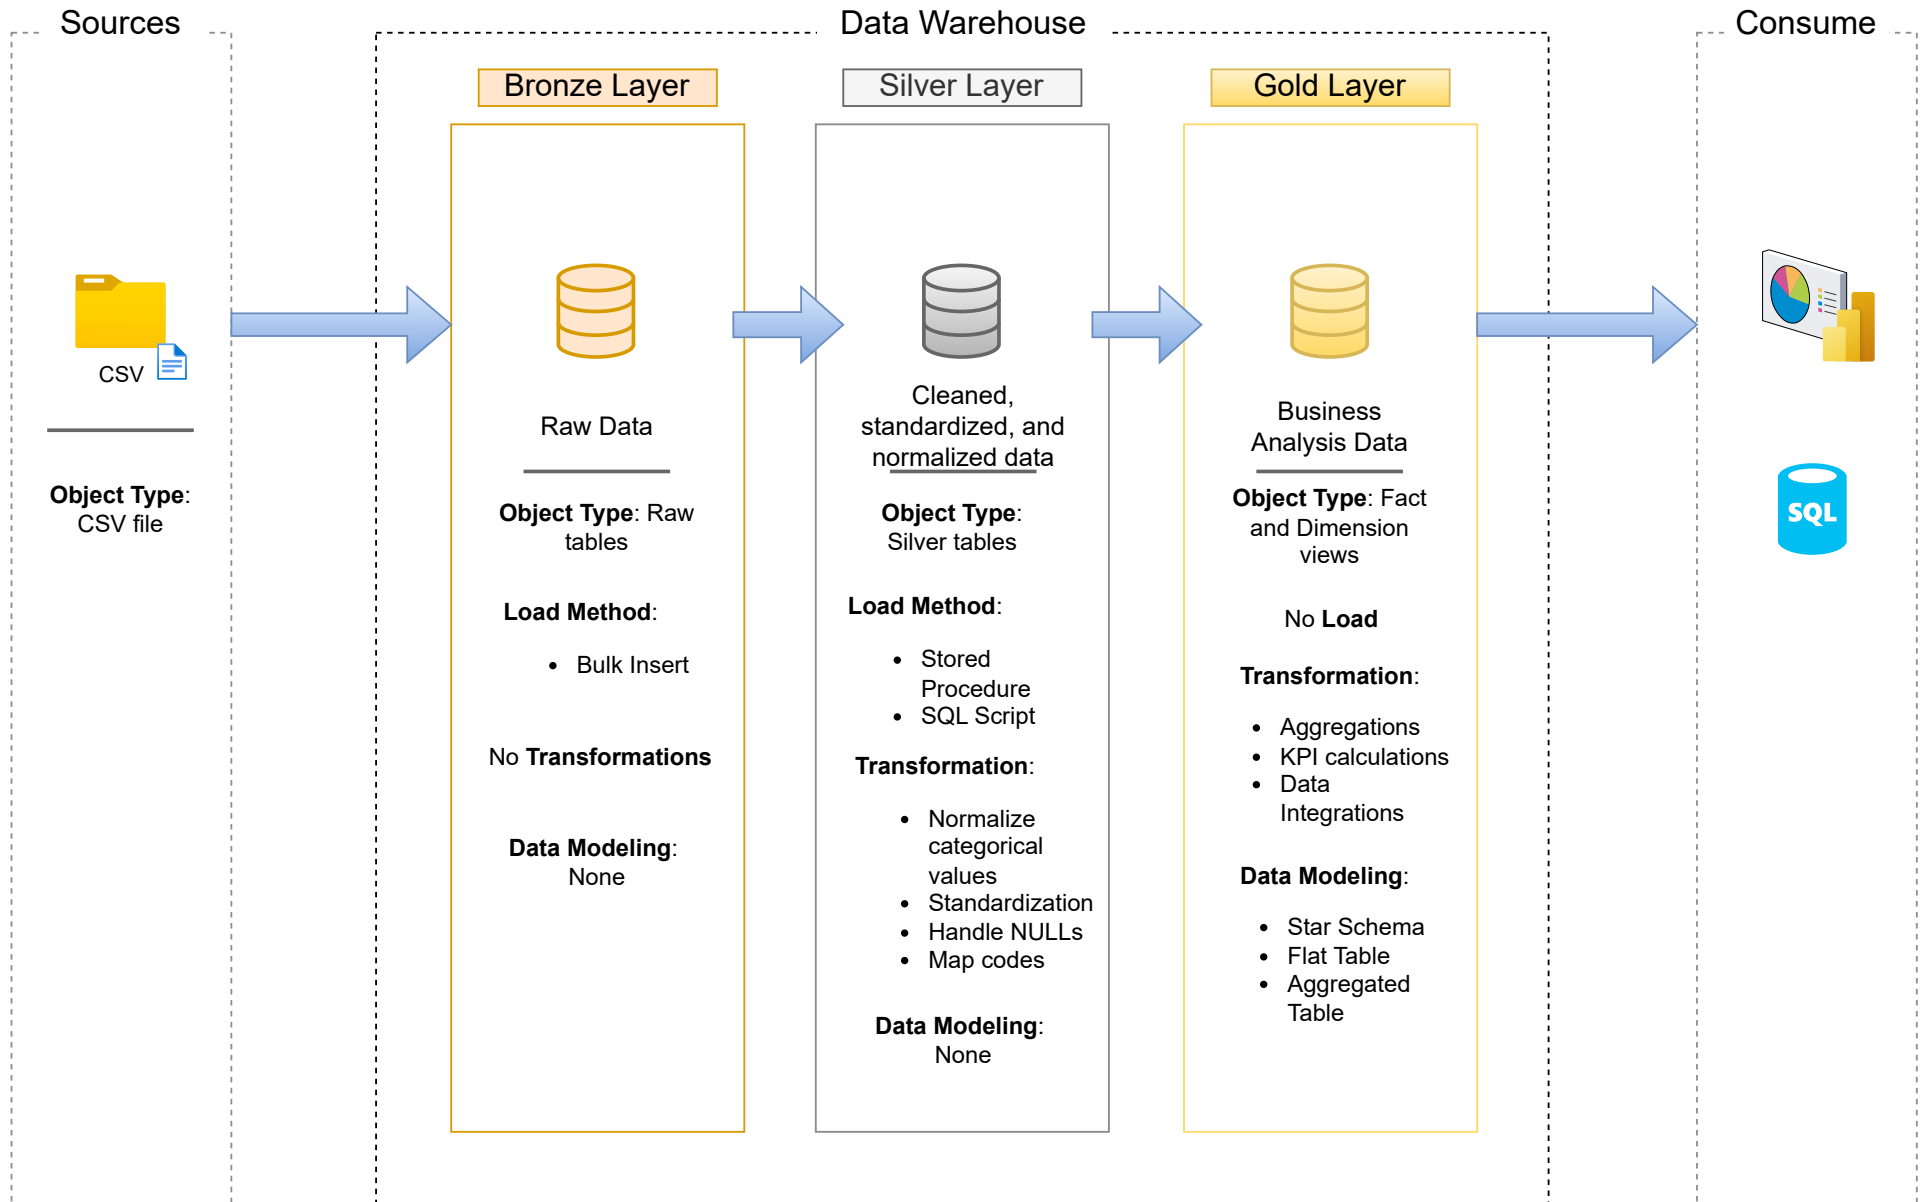 Sources
Data Warehouse
Consume
Bronze Layer
Silver Layer
Gold Layer
CSV
Object Type:
CSV file
Raw Data
Object Type: Raw
tables
Load Method:
• Bulk Insert
No Transformations
Data Modeling:
None
Cleaned,
standardized, and
normalized data
Object Type:
Silver tables
Load Method:
• Stored
Procedure
• SQL Script
Transformation:
• Normalize
categorical
values
• Standardization
• Handle NULLs
• Map codes
Data Modeling:
None
Business
Analysis Data
Object Type: Fact
and Dimension
views
No Load
Transformation:
• Aggregations
• KPI calculations
• Data
Integrations
Data Modeling:
• Star Schema
• Flat Table
• Aggregated
Table
SQL